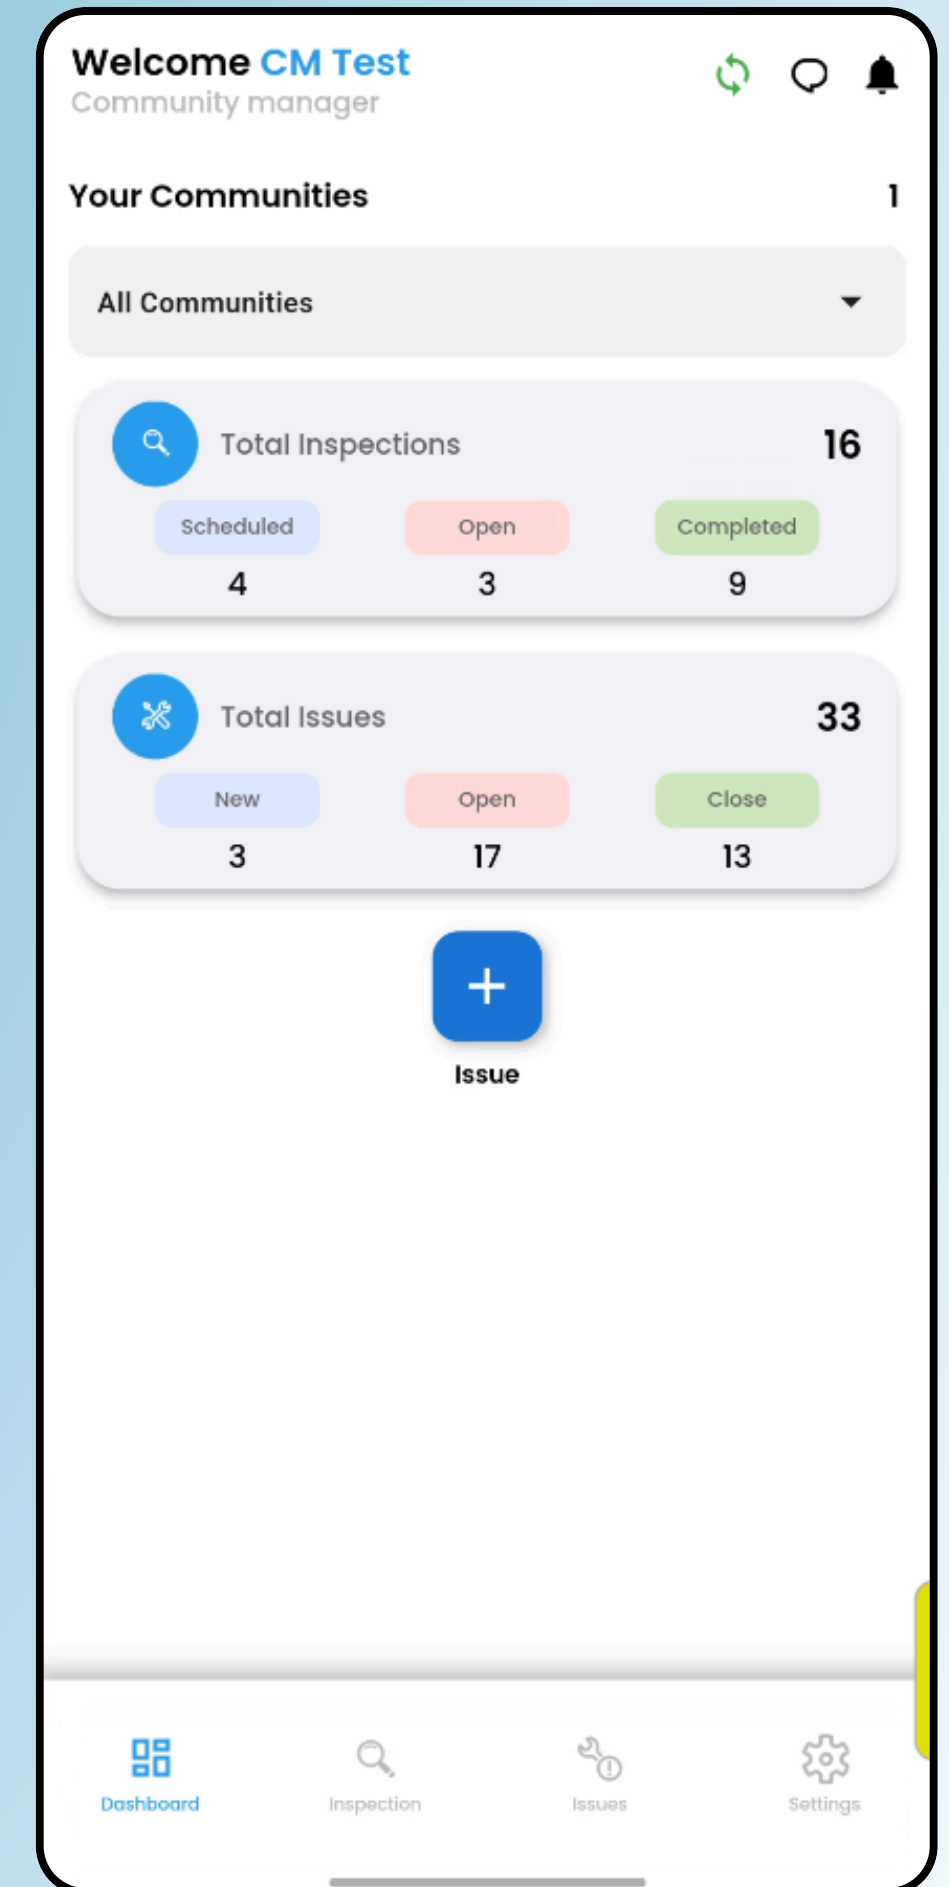 Welcome CM Test
Community manager
Your Communities 1
All Communities
Total Inspections 16
Scheduled Open Completed
4 3 9
Total Issues 33
New Open Close
3 17 13
Issue
Dashboard Inspection Issues Settings